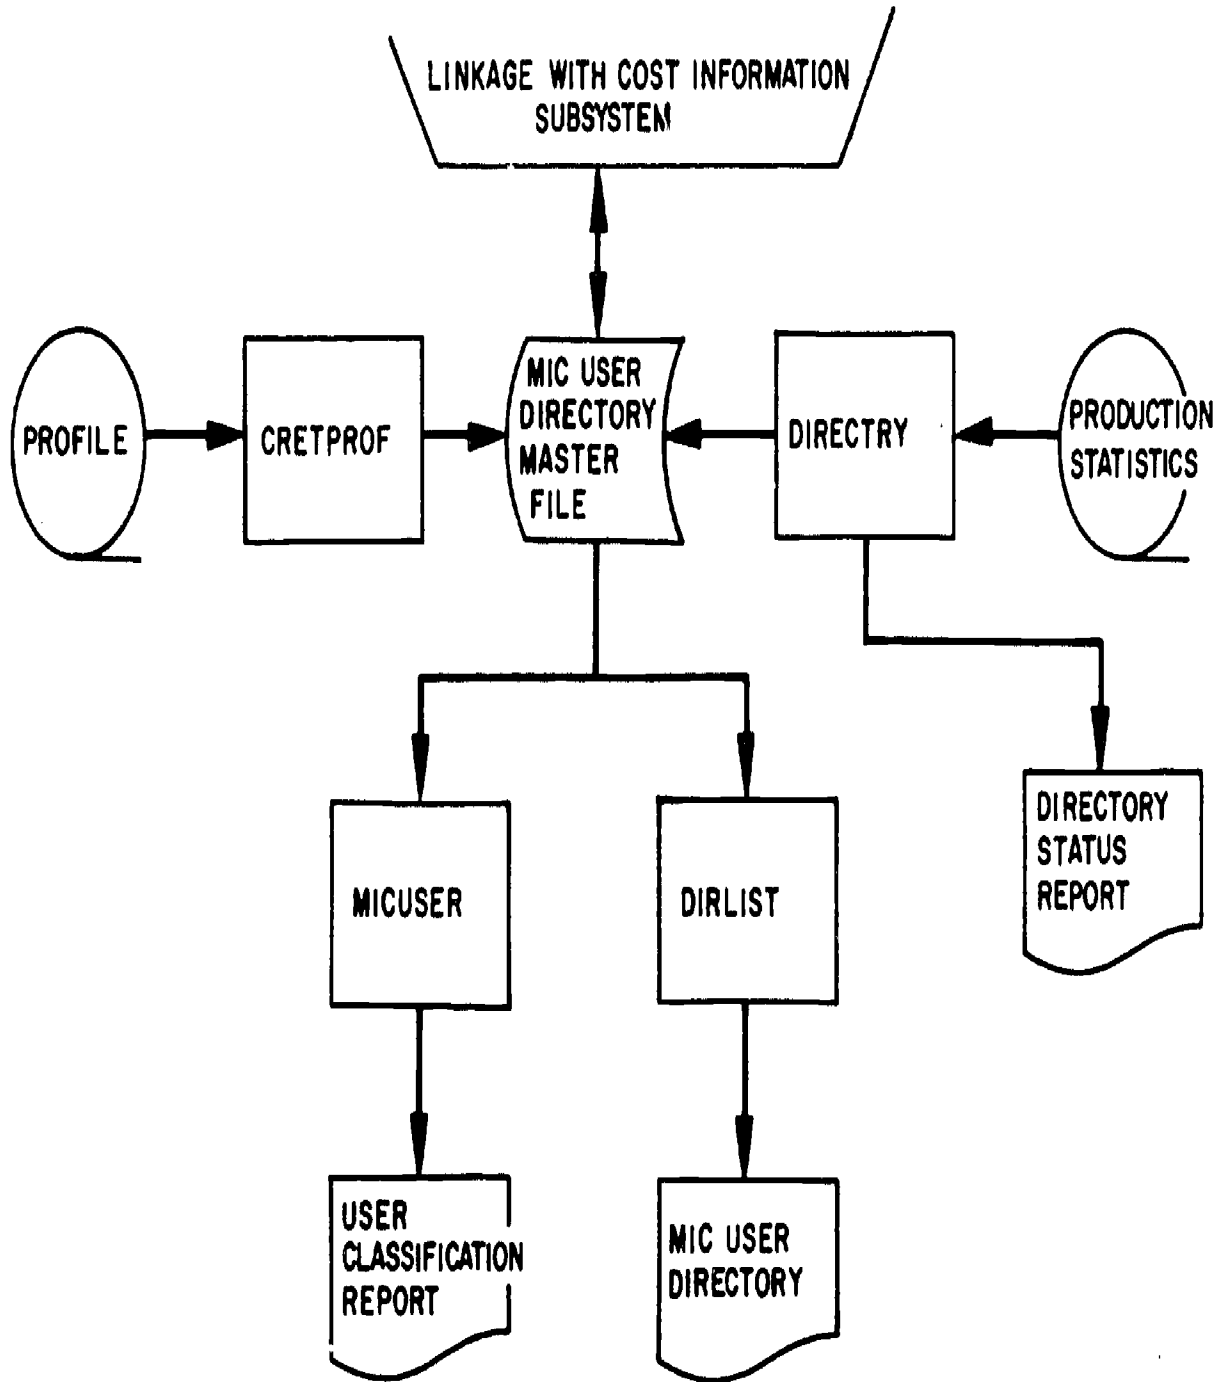 LINKAGE WITH COST INFORMATION
SUBSYSTEM
PROFILE
CRETPROF
MIC USER
DIRECTORY
MASTER
FILE
DIRECTRY
PRODUCTION
STATISTICS
MICUSER
DIRLIST
DIRECTORY
STATUS
REPORT
USER
CLASSIFICATION
REPORT
MIC USER
DIRECTORY